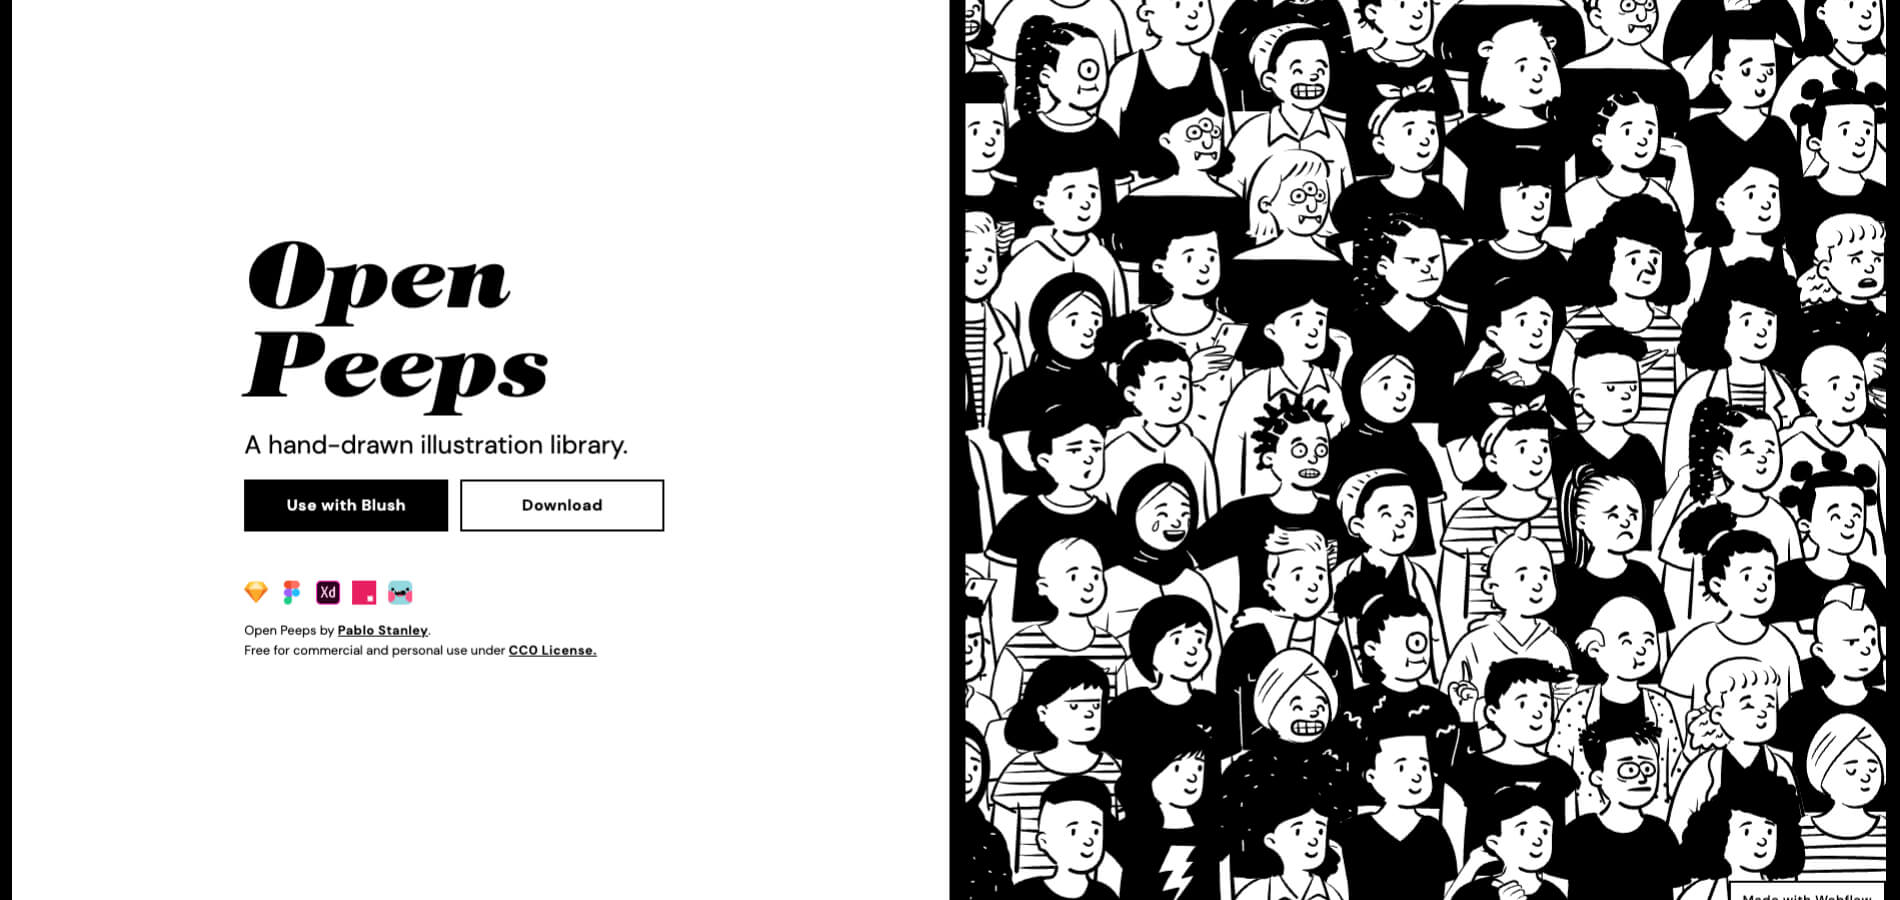 Open
Peeps
A hand-drawn illustration library.
Use with Blush
Download
Xd
Open Peeps by Pablo Stanley.
Free for commercial and personal use under CC0 License.
Made with Webflow